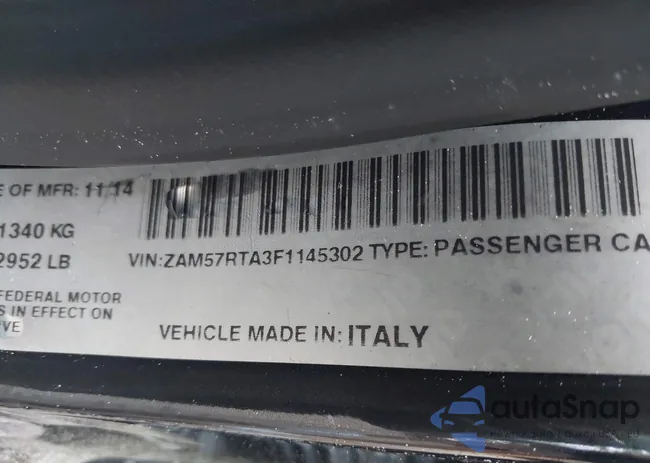 E OF MFR: 11/14
1340 KG
2952 LB
VIN:ZAM57RTA3F1145302 TYPE: PASSENGER CA
FEDERAL MOTOR
S IN EFFECT ON
VE
VEHICLE MADE IN: ITALY
autoSnap